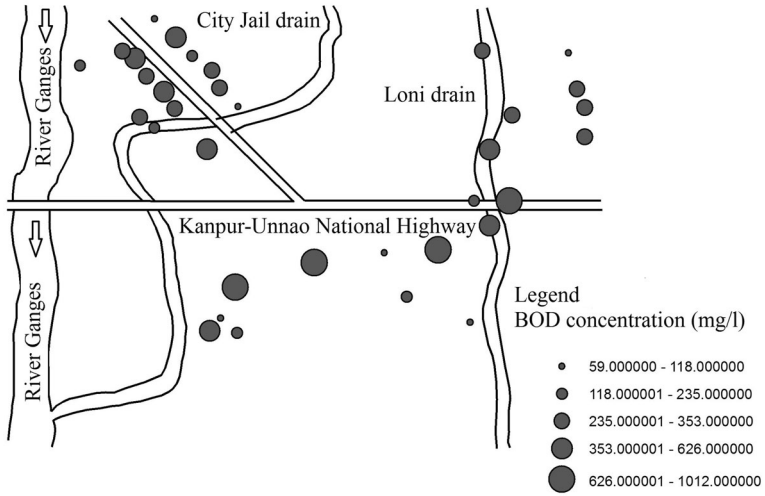 City Jail drain
River Ganges
Loni drain
Kanpur-Unnao National Highway
River Ganges
Legend
BOD concentration (mg/l)
59.000000 - 118.000000
118.000001 - 235.000000
235.000001 - 353.000000
353.000001 - 626.000000
626.000001 - 1012.000000